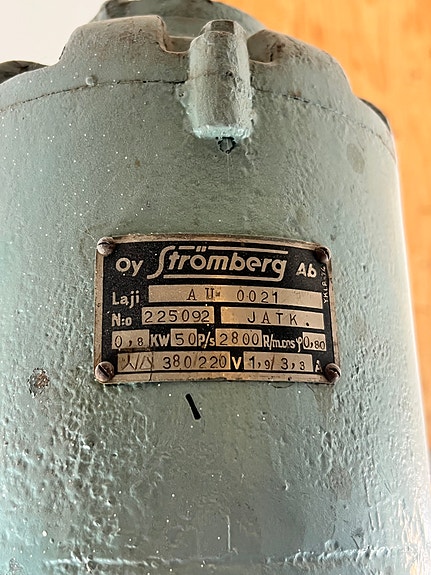 Oy Strömberg Ab
Laji AU 0021
N:o 225092 JATK.
0,8 KW 50 P/s 2800 R/m. cos φ 0,80
人/△ 380/220 V 1,9/3,3 A